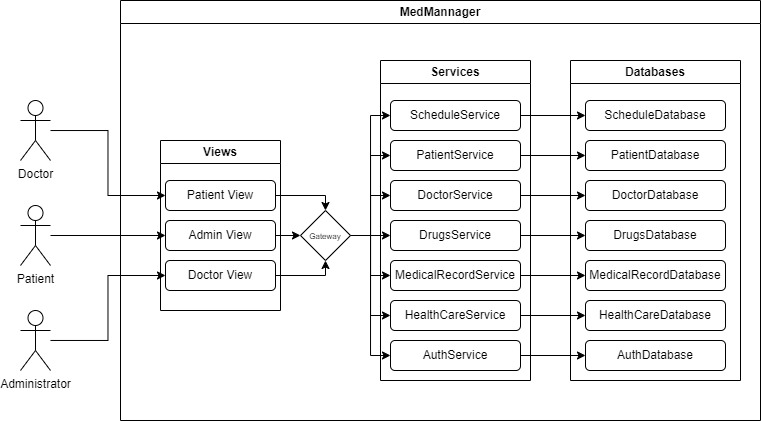 MedMannager
Services
Databases
ScheduleService
ScheduleDatabase
Doctor
Views
PatientService
PatientDatabase
Patient View
DoctorService
DoctorDatabase
Patient
Admin View
Gateway
DrugsService
DrugsDatabase
Doctor View
MedicalRecordService
MedicalRecordDatabase
HealthCareService
HealthCareDatabase
Administrator
AuthService
AuthDatabase